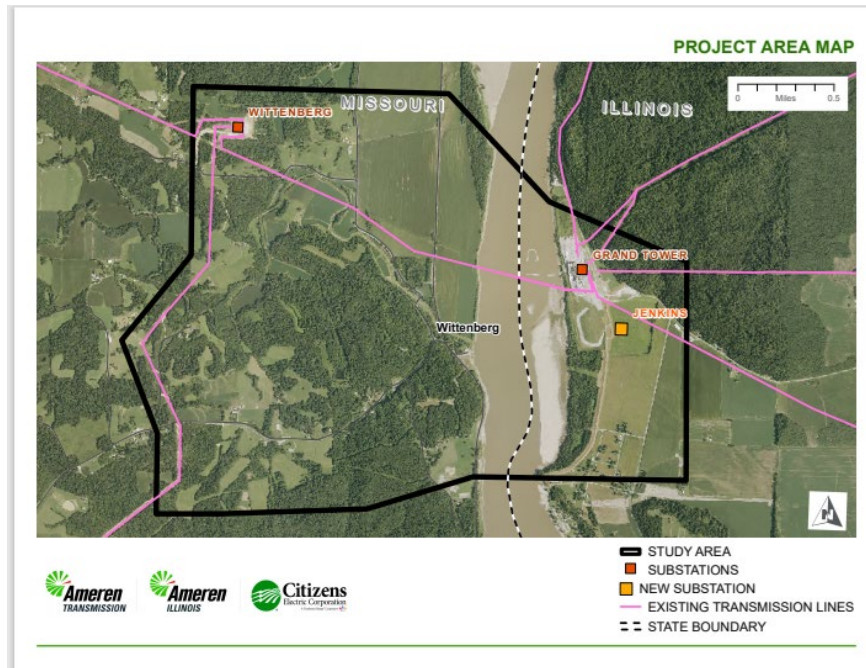 PROJECT AREA MAP
MISSOURI
ILLINOIS
0 Miles 0.5
WITTENBERG
GRAND TOWER
JENKINS
Wittenberg
N
Ameren
TRANSMISSION
Ameren
ILLINOIS
Citizens
Electric Corporation
STUDY AREA
SUBSTATIONS
NEW SUBSTATION
EXISTING TRANSMISSION LINES
STATE BOUNDARY